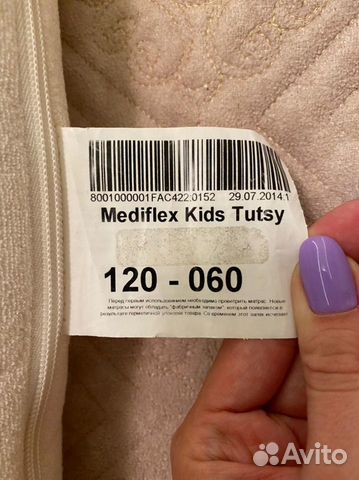 8001000001FAC422:0152 29.07.2014 1
Mediflex Kids Tutsy
120 - 060
Перед первым использованием необходимо проветрить матрас. Новые
матрасы могут обладать "фабричным запахом", который появляется в
результате герметичной упаковки товара. Со временем этот запах исчезает
Avito